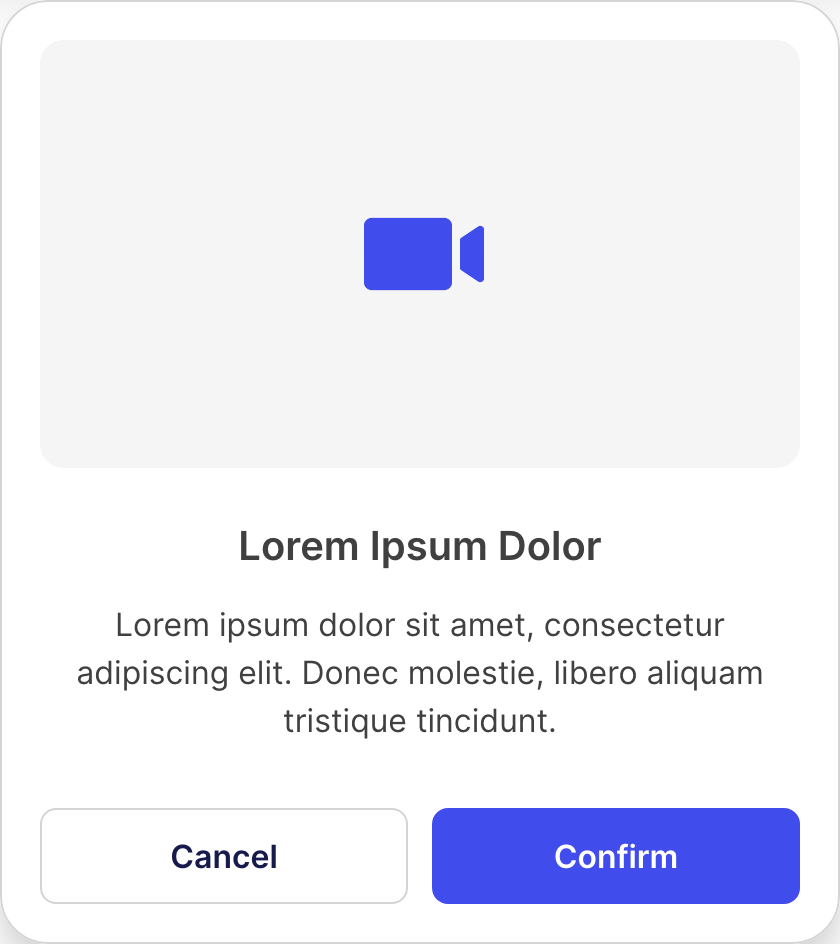 Lorem Ipsum Dolor
Lorem ipsum dolor sit amet, consectetur
adipiscing elit. Donec molestie, libero aliquam
tristique tincidunt.
Cancel
Confirm